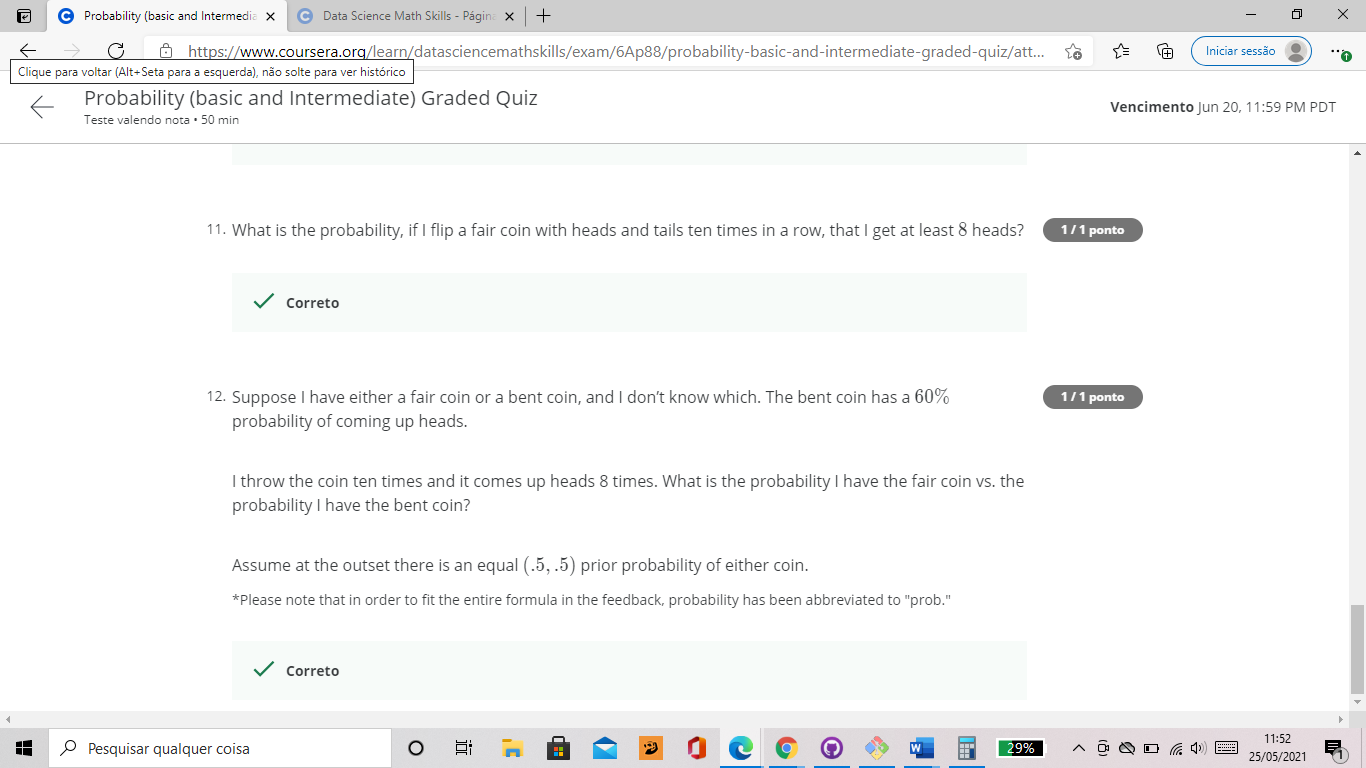 Probability (basic and Intermedia
Data Science Math Skills - Págin
https://www.coursera.org/learn/datasciencemathskills/exam/6Ap88/probability-basic-and-intermediate-graded-quiz/att...
Iniciar sessão
Clique para voltar (Alt+Seta para a esquerda), não solte para ver histórico
Probability (basic and Intermediate) Graded Quiz
Teste valendo nota • 50 min
Vencimento Jun 20, 11:59 PM PDT
11. What is the probability, if I flip a fair coin with heads and tails ten times in a row, that I get at least 8 heads?
1 / 1 ponto
Correto
12. Suppose I have either a fair coin or a bent coin, and I don't know which. The bent coin has a 60%
1 / 1 ponto
probability of coming up heads.
I throw the coin ten times and it comes up heads 8 times. What is the probability I have the fair coin vs. the
probability I have the bent coin?
Assume at the outset there is an equal (.5, .5) prior probability of either coin.
*Please note that in order to fit the entire formula in the feedback, probability has been abbreviated to "prob."
Correto
Pesquisar qualquer coisa
29%
11:52
25/05/2021
1